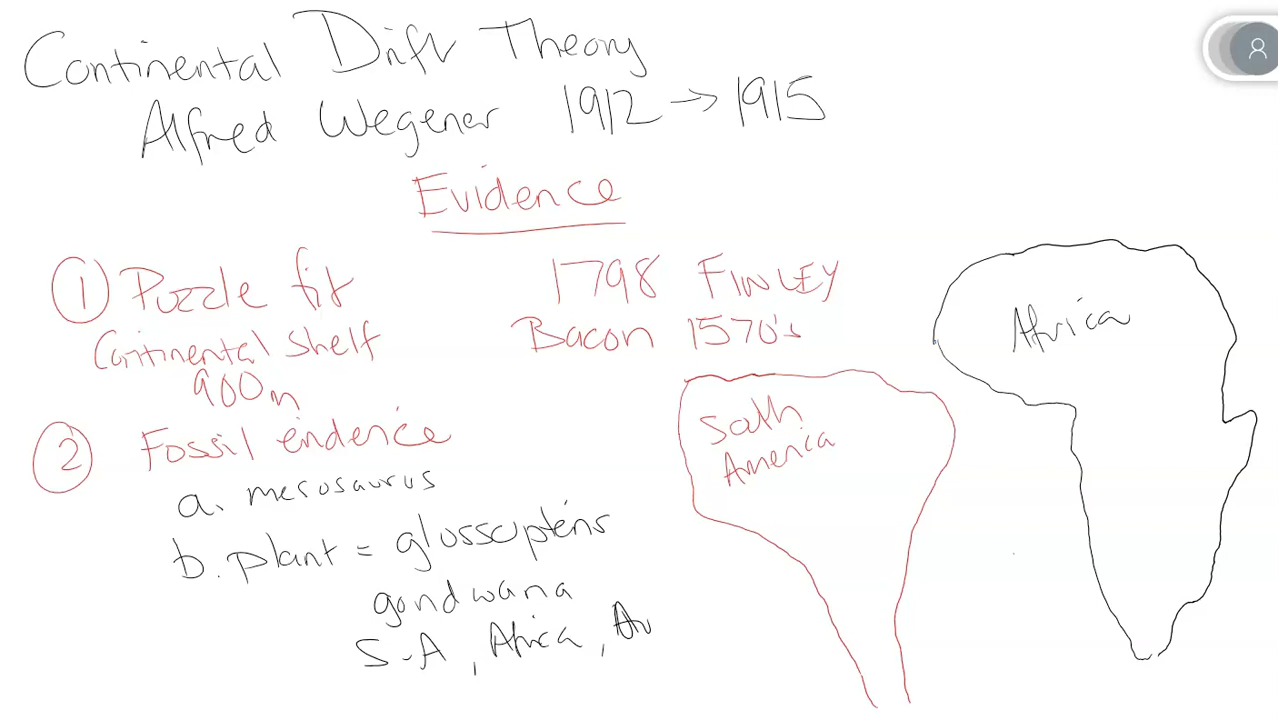 Continental Drift Theory
Alfred Wegener 1912 → 1915
Evidence
① Puzzle fit
1798 FINLEY
Continental Shelf
Bacon 1570's
900m
② Fossil evidence
a. mesosaurus
b. plant = glossopteris
gondwana
S-A, Africa,
South
America
Africa